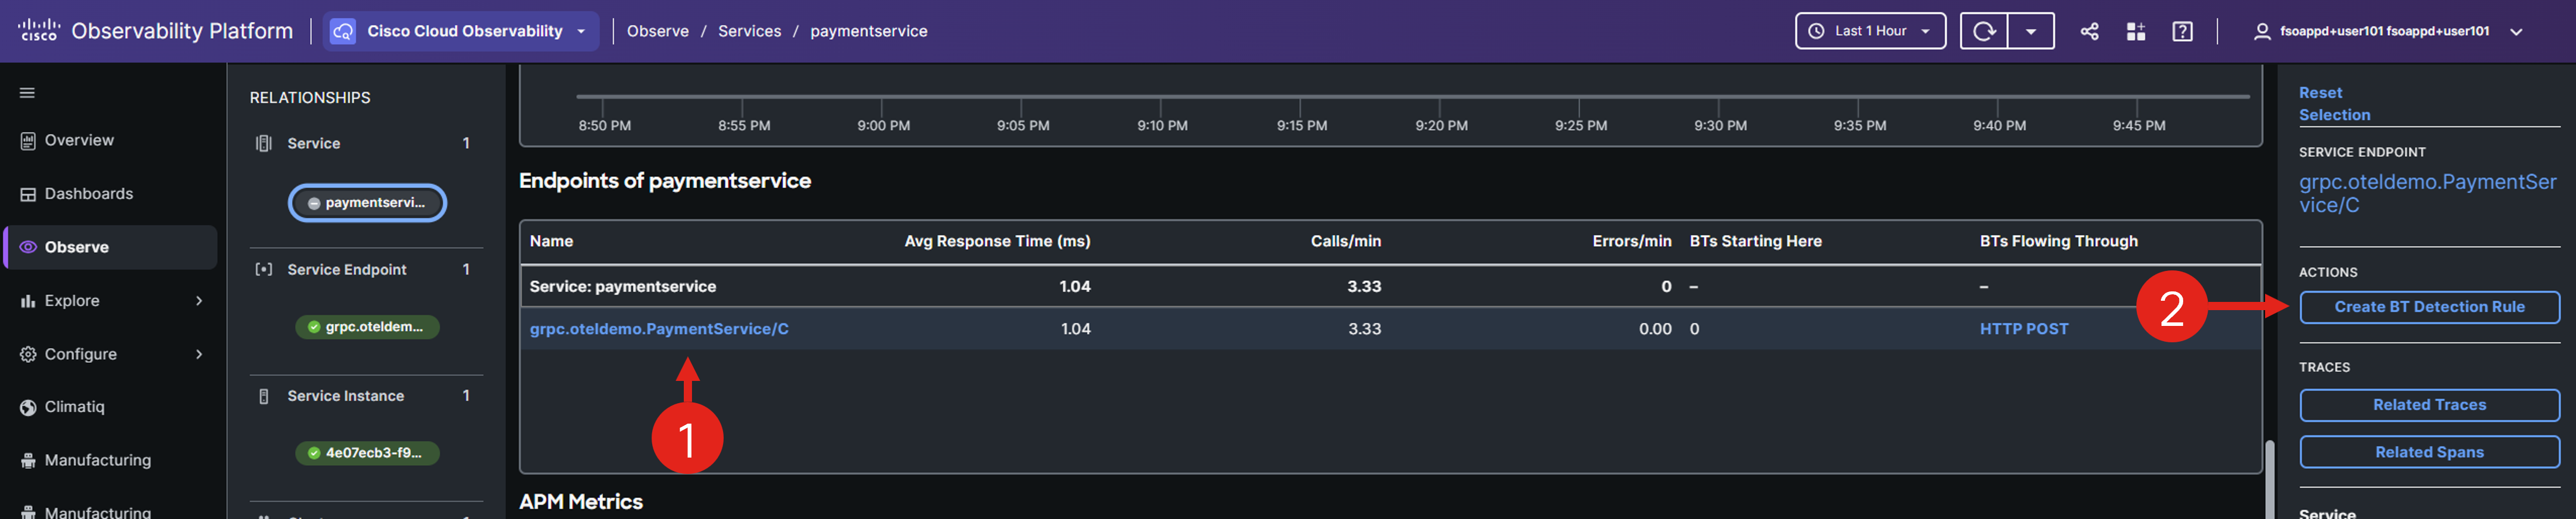 cisco Observability Platform
Cisco Cloud Observability
Observe / Services / paymentservice
Last 1 Hour
fsoappd+user101 fsoappd+user101
Overview
Dashboards
Observe
Explore
Configure
Climatiq
Manufacturing
Manufacturing
RELATIONSHIPS
Service 1
paymentservi...
Service Endpoint 1
grpc.oteldem...
Service Instance 1
4e07ecb3-f9...
8:50 PM 8:55 PM 9:00 PM 9:05 PM 9:10 PM 9:15 PM 9:20 PM 9:25 PM 9:30 PM 9:35 PM 9:40 PM 9:45 PM
Endpoints of paymentservice
Name Avg Response Time (ms) Calls/min Errors/min BTs Starting Here BTs Flowing Through
Service: paymentservice 1.04 3.33 0 – –
grpc.oteldemo.PaymentService/C 1.04 3.33 0.00 0 HTTP POST
1
APM Metrics
2
Reset
Selection
SERVICE ENDPOINT
grpc.oteldemo.PaymentSer
vice/C
ACTIONS
Create BT Detection Rule
TRACES
Related Traces
Related Spans
Service